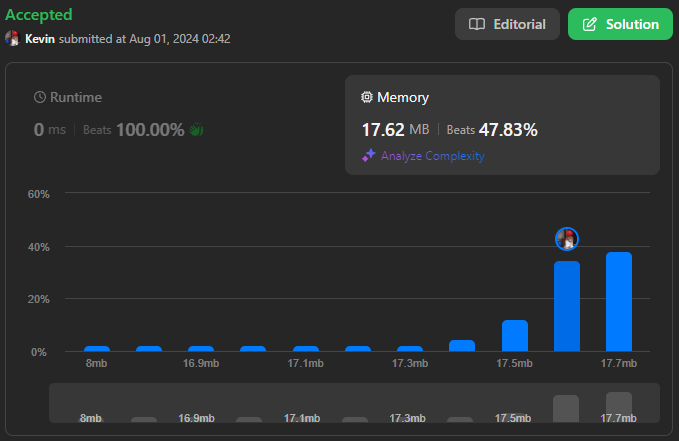 Accepted
Kevin submitted at Aug 01, 2024 02:42
Editorial
Solution
Runtime
0 ms | Beats 100.00%
Memory
17.62 MB | Beats 47.83%
Analyze Complexity
60%
40%
20%
0%
8mb 16.9mb 17.1mb 17.3mb 17.5mb 17.7mb
8mb 16.9mb 17.1mb 17.3mb 17.5mb 17.7mb